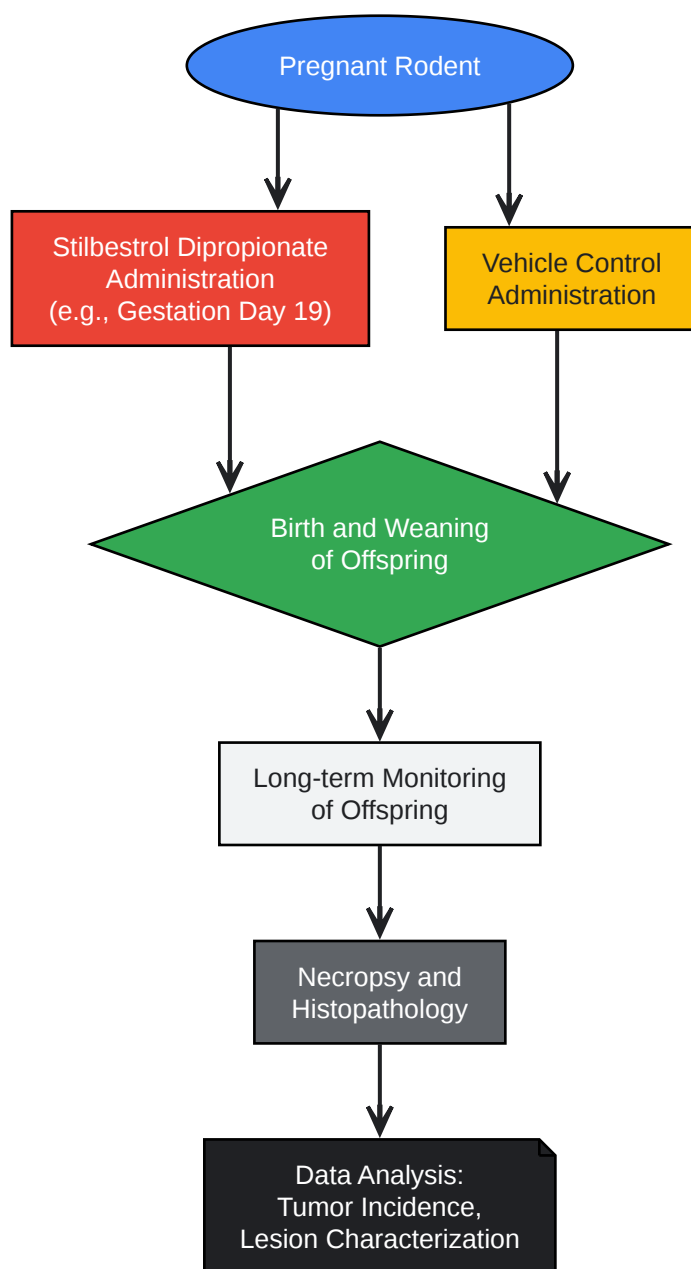 Pregnant Rodent
Stilbestrol Dipropionate
Administration
(e.g., Gestation Day 19)
Vehicle Control
Administration
Birth and Weaning
of Offspring
Long-term Monitoring
of Offspring
Necropsy and
Histopathology
Data Analysis:
Tumor Incidence,
Lesion Characterization